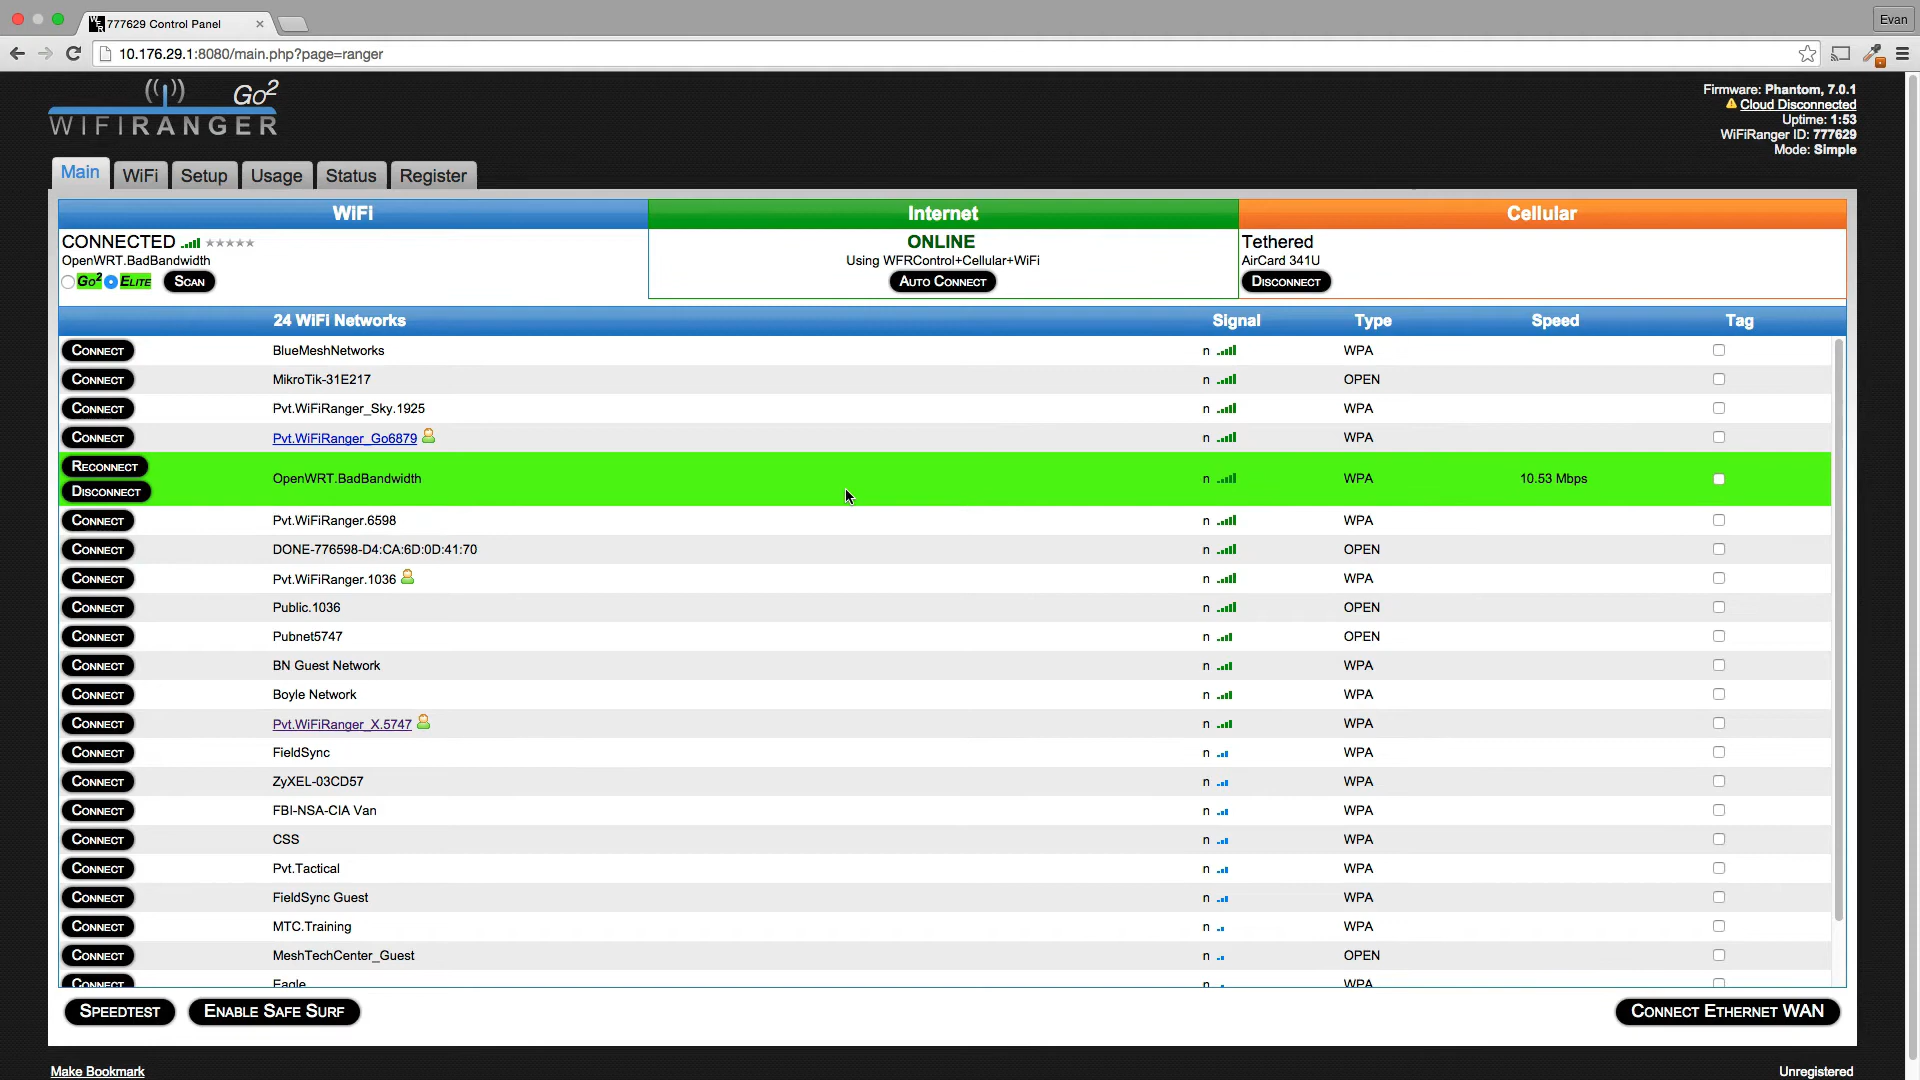 777629 Control Panel
Evan
10.176.29.1:8080/main.php?page=ranger
Go2
WIFIRANGER
Firmware: Phantom, 7.0.1
Cloud Disconnected
Uptime: 1:53
WiFiRanger ID: 777629
Mode: Simple
Main WiFi Setup Usage Status Register
WiFi Internet Cellular
CONNECTED ONLINE Tethered
OpenWRT.BadBandwidth Using WFRControl+Cellular+WiFi AirCard 341U
Go2 ELITE SCAN AUTO CONNECT DISCONNECT
24 WiFi Networks Signal Type Speed Tag
CONNECT BlueMeshNetworks n WPA
CONNECT MikroTik-31E217 n OPEN
CONNECT Pvt.WiFiRanger_Sky.1925 n WPA
CONNECT Pvt.WiFiRanger_Go6879 n WPA
RECONNECT
OpenWRT.BadBandwidth n WPA 10.53 Mbps
DISCONNECT
CONNECT Pvt.WiFiRanger.6598 n WPA
CONNECT DONE-776598-D4:CA:6D:0D:41:70 n OPEN
CONNECT Pvt.WiFiRanger.1036 n WPA
CONNECT Public.1036 n OPEN
CONNECT Pubnet5747 n OPEN
CONNECT BN Guest Network n WPA
CONNECT Boyle Network n WPA
CONNECT Pvt.WiFiRanger_X.5747 n WPA
CONNECT FieldSync n WPA
CONNECT ZyXEL-03CD57 n WPA
CONNECT FBI-NSA-CIA Van n WPA
CONNECT CSS n WPA
CONNECT Pvt.Tactical n WPA
CONNECT FieldSync Guest n WPA
CONNECT MTC.Training n WPA
CONNECT MeshTechCenter_Guest n OPEN
CONNECT Eagle n WPA
SPEEDTEST ENABLE SAFE SURF CONNECT ETHERNET WAN
Make Bookmark Unregistered